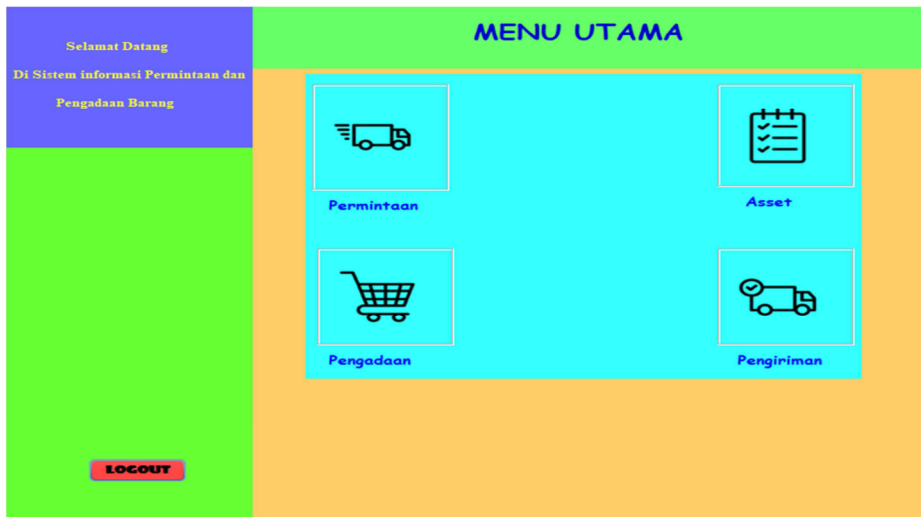 Selamat Datang
Di Sistem informasi Permintaan dan
Pengadaan Barang
MENU UTAMA
Permintaan
Asset
Pengadaan
Pengiriman
LOGOUT